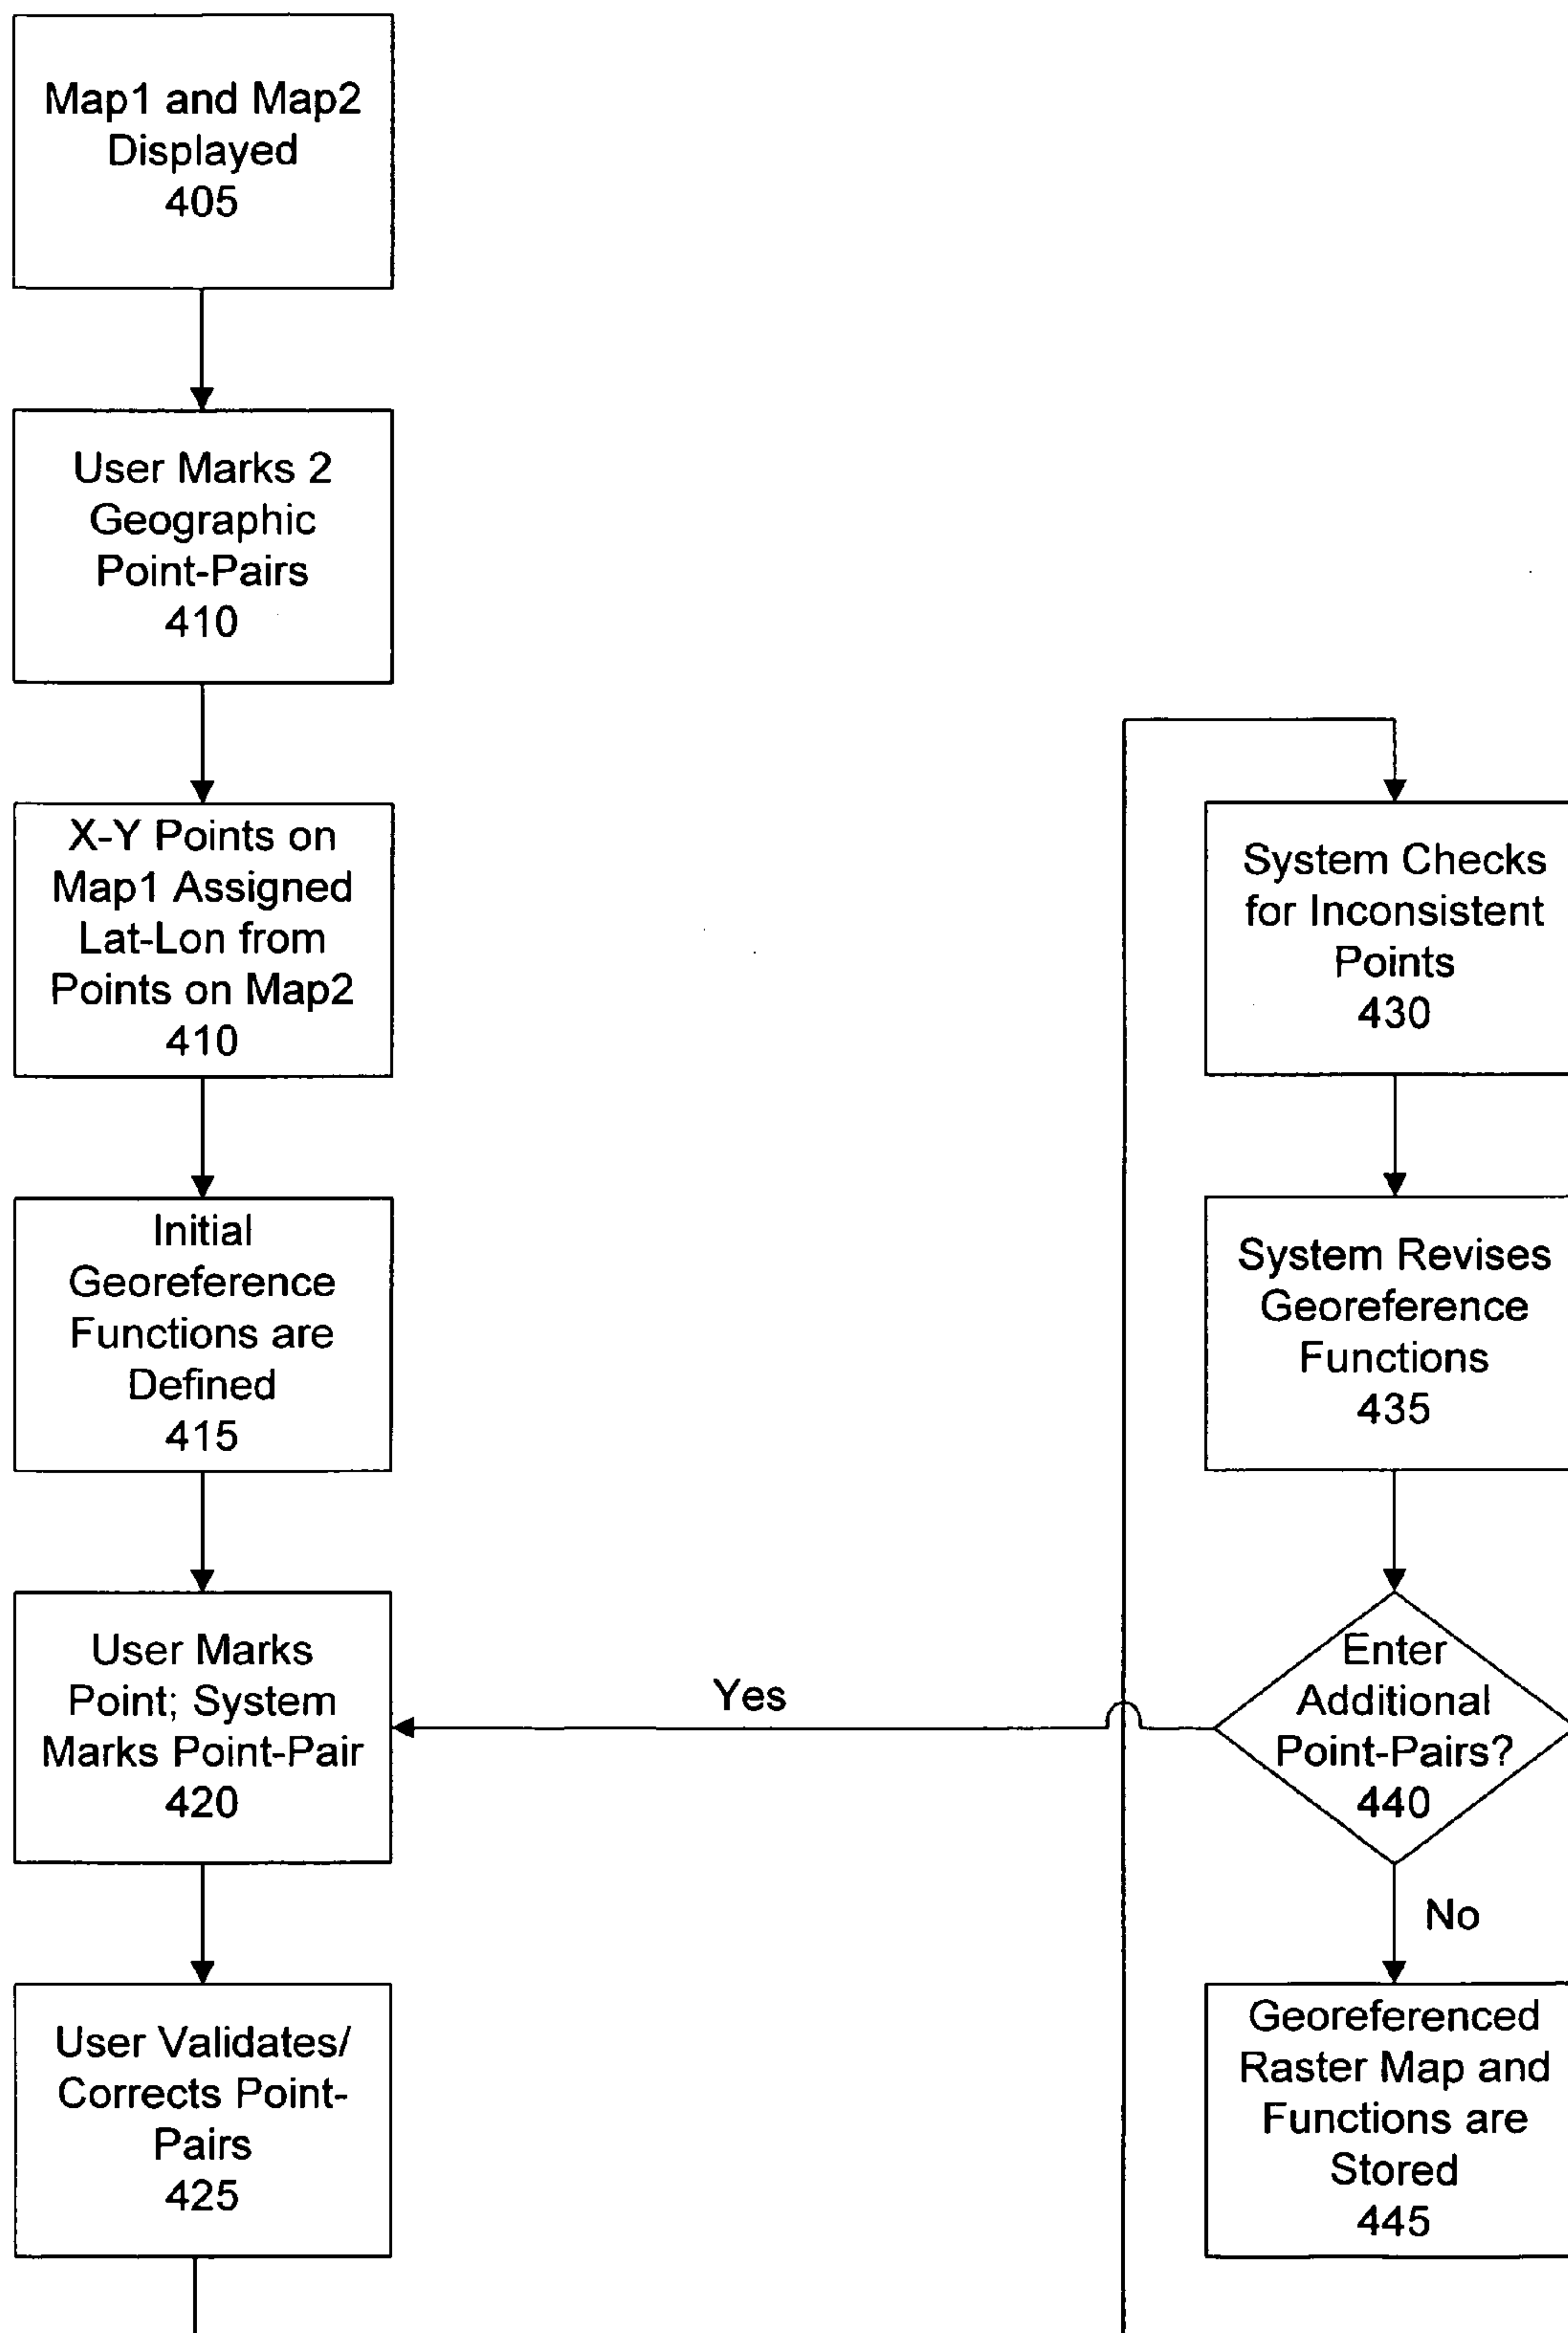 Map1 and Map2
Displayed
405
User Marks 2
Geographic
Point-Pairs
410
X-Y Points on
Map1 Assigned
Lat-Lon from
Points on Map2
410
Initial
Georeference
Functions are
Defined
415
User Marks
Point; System
Marks Point-Pair
420
User Validates/
Corrects Point-
Pairs
425
System Checks
for Inconsistent
Points
430
System Revises
Georeference
Functions
435
Enter
Additional
Point-Pairs?
440
Yes
No
Georeferenced
Raster Map and
Functions are
Stored
445